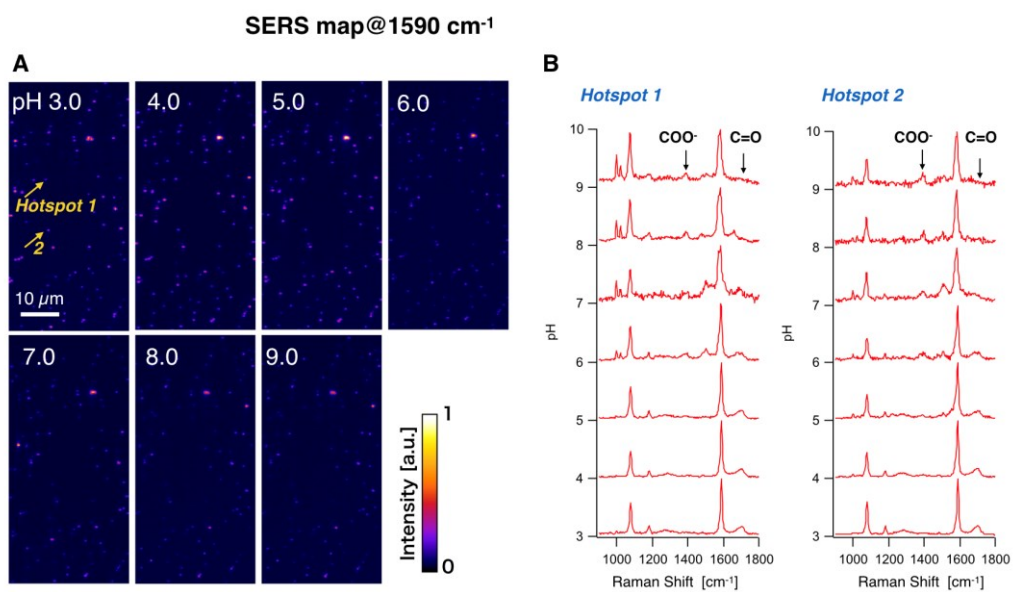 SERS map@1590 cm⁻¹
A
pH 3.0
4.0
5.0
6.0
Hotspot 1
2
10 μm
7.0
8.0
9.0
Intensity [a.u.]
1
0
B
Hotspot 1
COO⁻
C=O
10
9
8
7
6
5
4
3
pH
1000 1200 1400 1600 1800
Raman Shift [cm⁻¹]
Hotspot 2
COO⁻
C=O
10
9
8
7
6
5
4
3
pH
1000 1200 1400 1600 1800
Raman Shift [cm⁻¹]